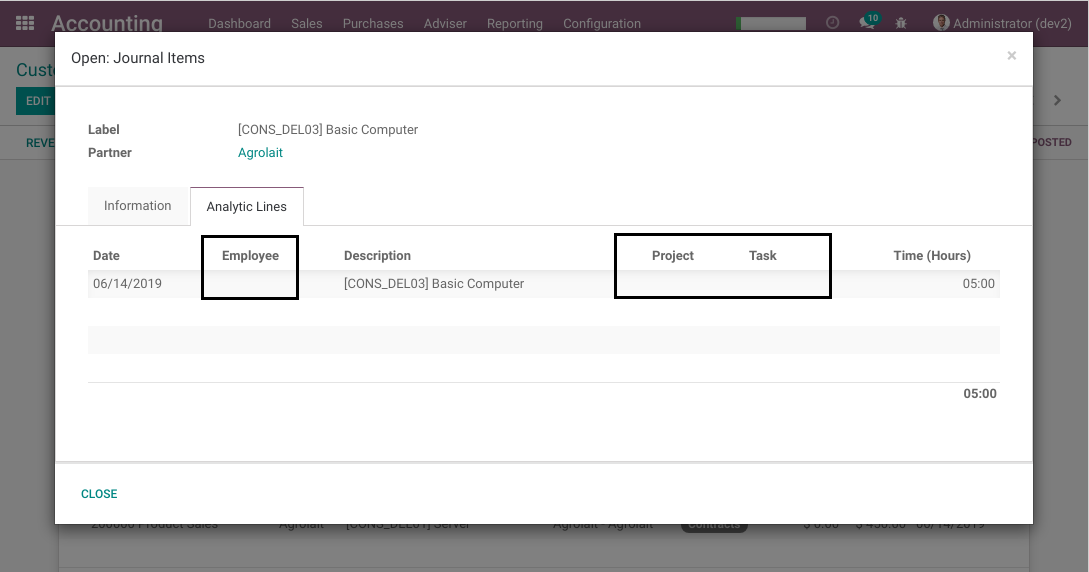 Accounting Dashboard Sales Purchases Adviser Reporting Configuration 10 Administrator (dev2)
Open: Journal Items ×
Custo
EDIT
Label [CONS_DEL03] Basic Computer
REVE POSTED
Partner Agrolait
Information Analytic Lines
Date Employee Description Project Task Time (Hours)
06/14/2019 [CONS_DEL03] Basic Computer 05:00
05:00
CLOSE
200000 Product Sales Agrolait [CONS_DEL01] Server Agrolait - Agrolait Contracts $ 0.00 $ 450.00 06/14/2019